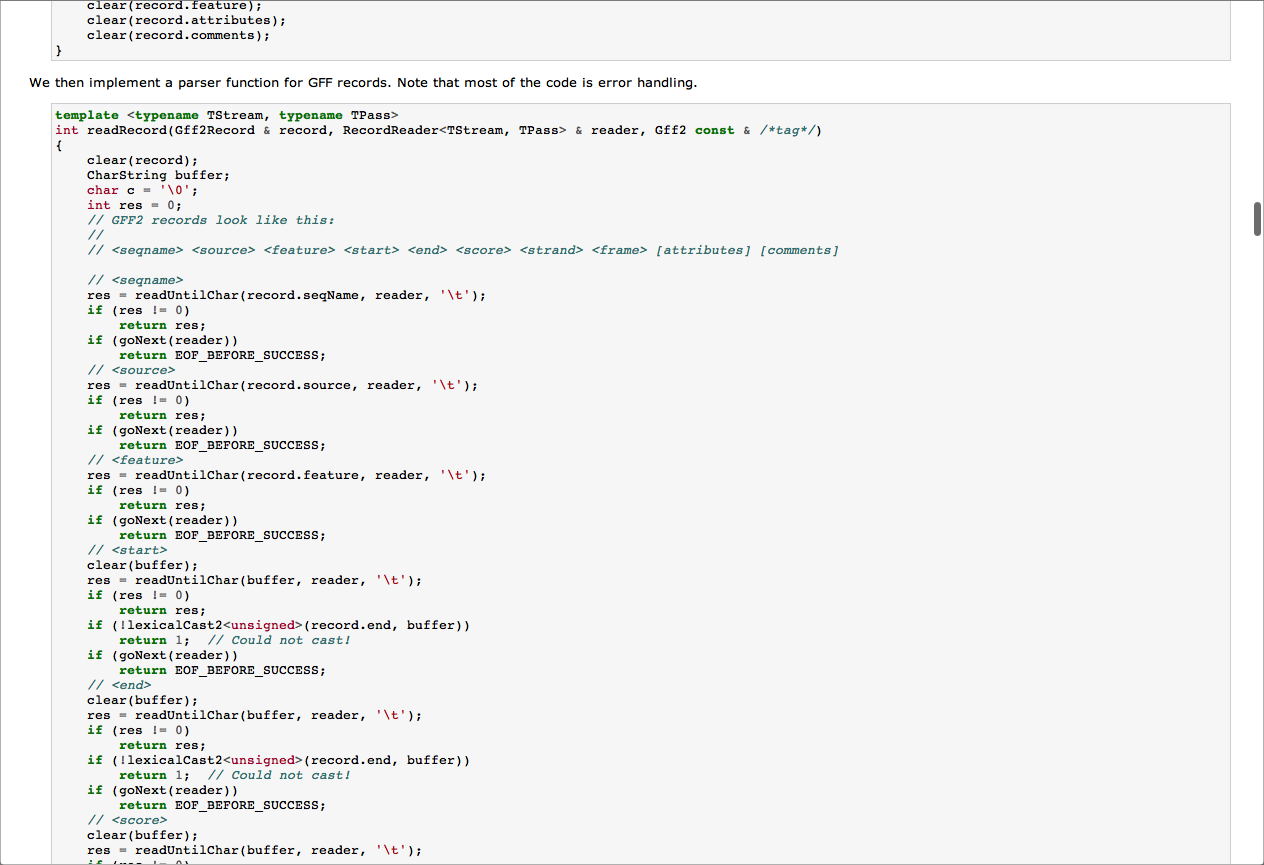 clear(record.feature);
clear(record.attributes);
clear(record.comments);
}
We then implement a parser function for GFF records. Note that most of the code is error handling.
template <typename TStream, typename TPass>
int readRecord(Gff2Record & record, RecordReader<TStream, TPass> & reader, Gff2 const & /*tag*/)
{
clear(record);
CharString buffer;
char c = '\0';
int res = 0;
// GFF2 records look like this:
//
// <seqname> <source> <feature> <start> <end> <score> <strand> <frame> [attributes] [comments]
// <seqname>
res = readUntilChar(record.seqName, reader, '\t');
if (res != 0)
return res;
if (goNext(reader))
return EOF_BEFORE_SUCCESS;
// <source>
res = readUntilChar(record.source, reader, '\t');
if (res != 0)
return res;
if (goNext(reader))
return EOF_BEFORE_SUCCESS;
// <feature>
res = readUntilChar(record.feature, reader, '\t');
if (res != 0)
return res;
if (goNext(reader))
return EOF_BEFORE_SUCCESS;
// <start>
clear(buffer);
res = readUntilChar(buffer, reader, '\t');
if (res != 0)
return res;
if (!lexicalCast2<unsigned>(record.end, buffer))
return 1;  // Could not cast!
if (goNext(reader))
return EOF_BEFORE_SUCCESS;
// <end>
clear(buffer);
res = readUntilChar(buffer, reader, '\t');
if (res != 0)
return res;
if (!lexicalCast2<unsigned>(record.end, buffer))
return 1;  // Could not cast!
if (goNext(reader))
return EOF_BEFORE_SUCCESS;
// <score>
clear(buffer);
res = readUntilChar(buffer, reader, '\t');
if (res != 0)